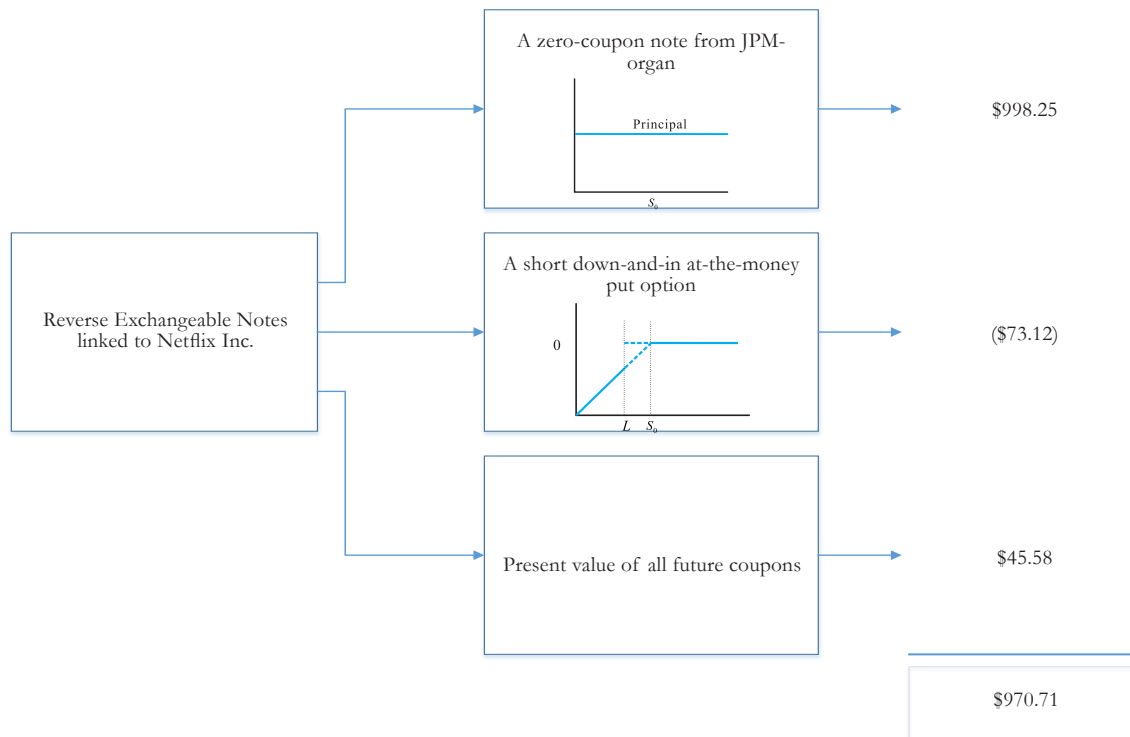 A zero-coupon note from JPM-
organ
Principal
S₀
$998.25
Reverse Exchangeable Notes
linked to Netflix Inc.
A short down-and-in at-the-money
put option
0
L S₀
($73.12)
Present value of all future coupons
$45.58
$970.71